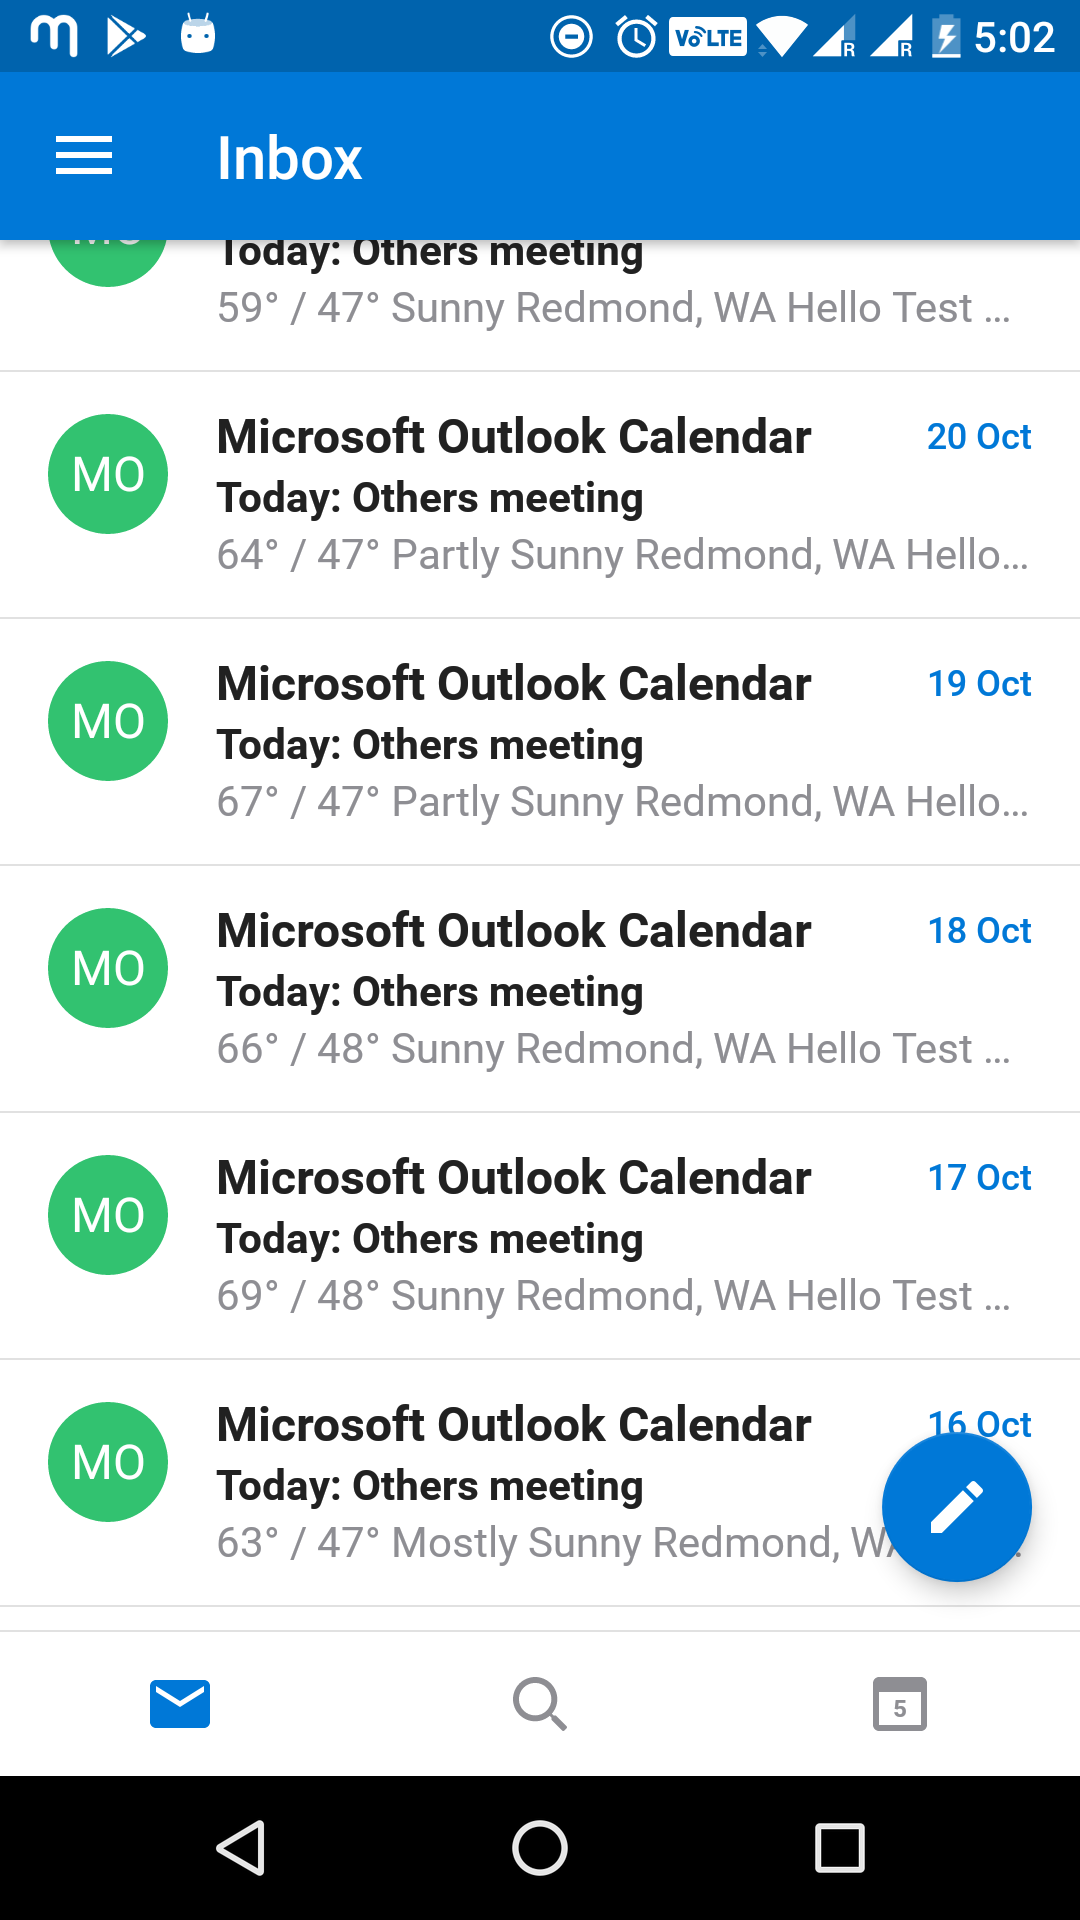 5:02
Inbox
Today: Others meeting
59° / 47° Sunny Redmond, WA Hello Test ...
Microsoft Outlook Calendar 20 Oct
MO
Today: Others meeting
64° / 47° Partly Sunny Redmond, WA Hello...
Microsoft Outlook Calendar 19 Oct
MO
Today: Others meeting
67° / 47° Partly Sunny Redmond, WA Hello...
Microsoft Outlook Calendar 18 Oct
MO
Today: Others meeting
66° / 48° Sunny Redmond, WA Hello Test ...
Microsoft Outlook Calendar 17 Oct
MO
Today: Others meeting
69° / 48° Sunny Redmond, WA Hello Test ...
Microsoft Outlook Calendar 16 Oct
MO
Today: Others meeting
63° / 47° Mostly Sunny Redmond,
5